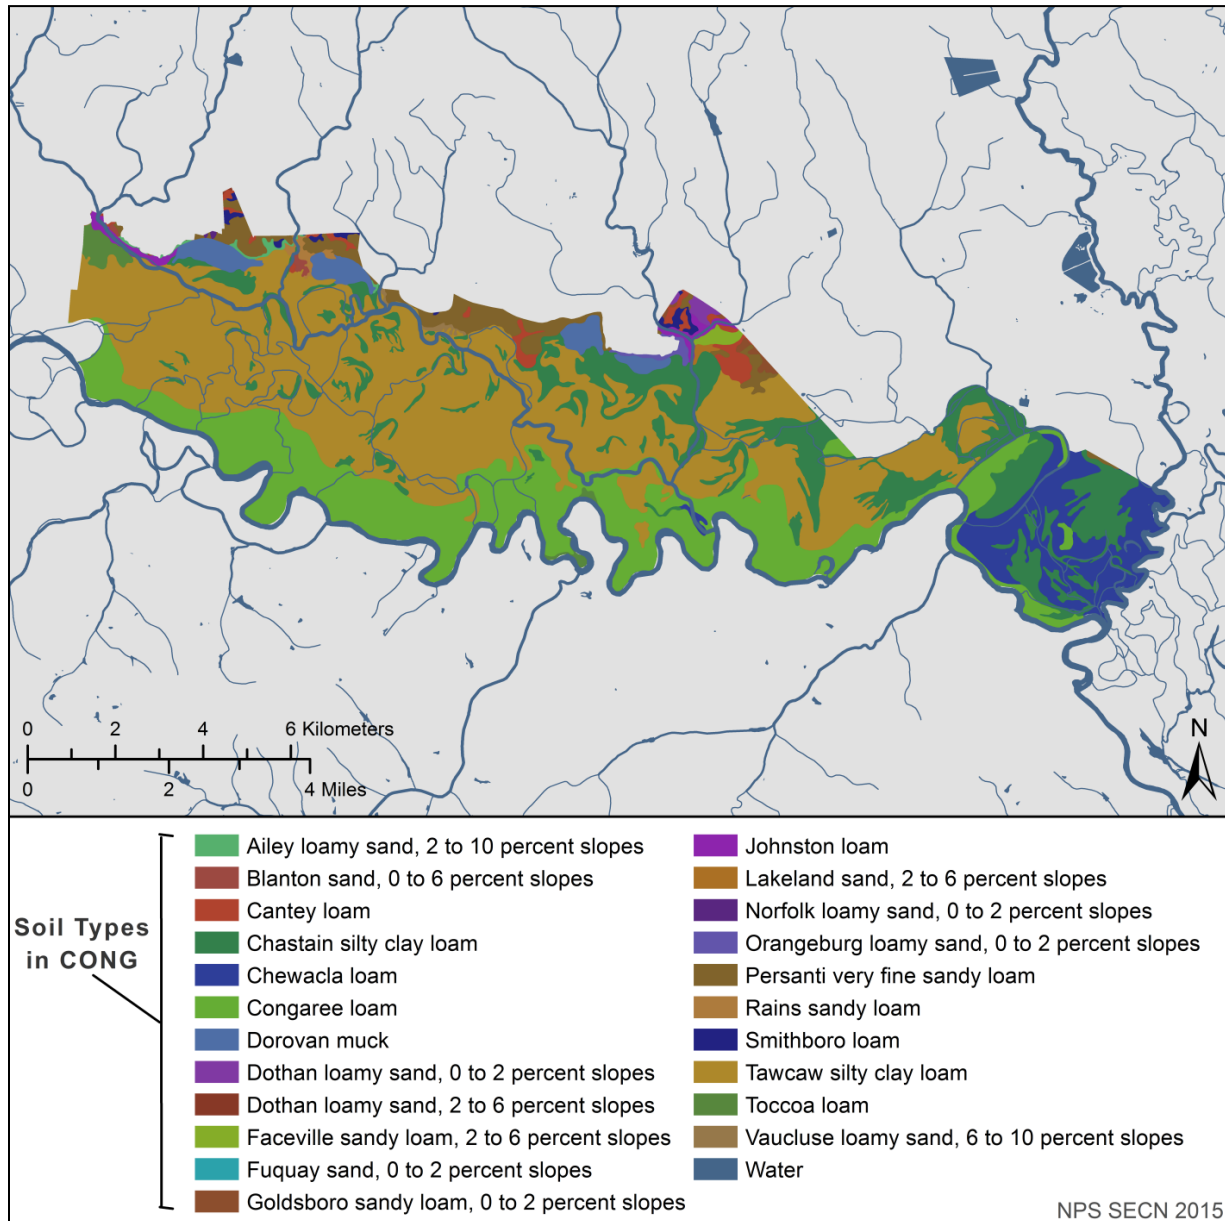 N
0 2 4 6 Kilometers
0 2 4 Miles
Soil Types
in CONG
Ailey loamy sand, 2 to 10 percent slopes
Blanton sand, 0 to 6 percent slopes
Cantey loam
Chastain silty clay loam
Chewacla loam
Congaree loam
Dorovan muck
Dothan loamy sand, 0 to 2 percent slopes
Dothan loamy sand, 2 to 6 percent slopes
Faceville sandy loam, 2 to 6 percent slopes
Fuquay sand, 0 to 2 percent slopes
Goldsboro sandy loam, 0 to 2 percent slopes
Johnston loam
Lakeland sand, 2 to 6 percent slopes
Norfolk loamy sand, 0 to 2 percent slopes
Orangeburg loamy sand, 0 to 2 percent slopes
Persanti very fine sandy loam
Rains sandy loam
Smithboro loam
Tawcaw silty clay loam
Toccoa loam
Vaucluse loamy sand, 6 to 10 percent slopes
Water
NPS SECN 2015